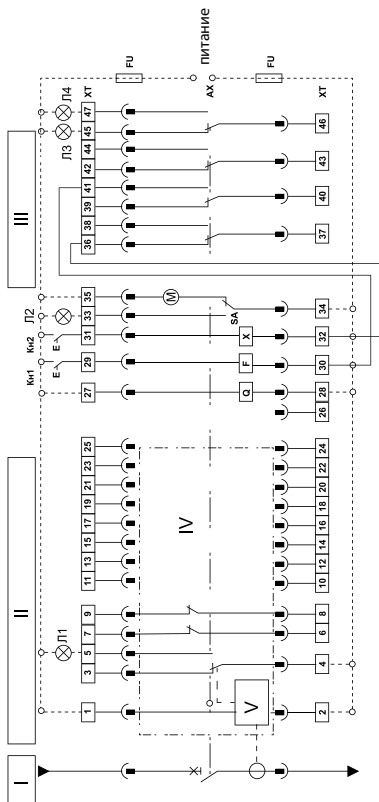 I
II
III
Л1
Кн1
E
Кн2
E
Л2
Л3
Л4
1 3 5 7 9 11 13 15 17 19 21 23 25 27 29 31 33 35 36 38 39 41 42 44 45 47
XT
FU
IV
V
Q
F
X
M
SA
AX
питание
2 4 6 8 10 12 14 16 18 20 22 24 26 28 30 32 34 37 40 43 46
XT
FU